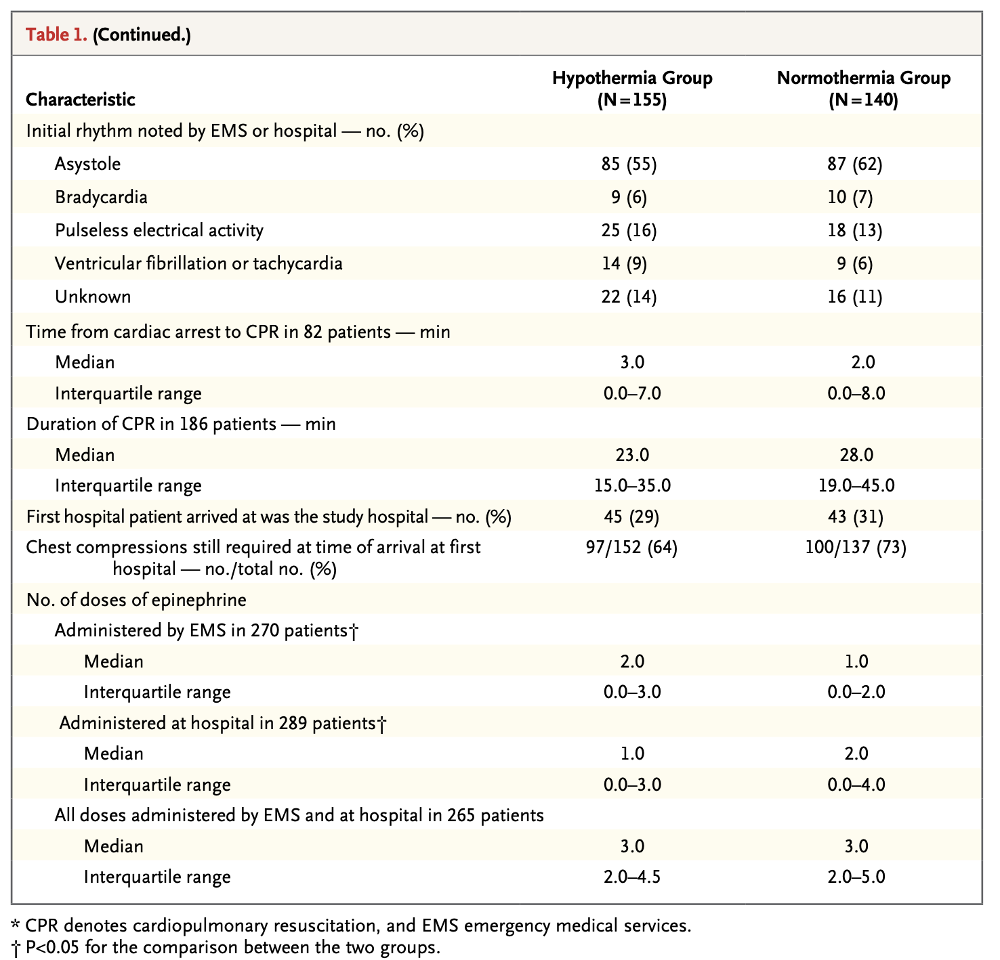 Table 1. (Continued.)
Characteristic Hypothermia Group (N=155) Normothermia Group (N=140)
Initial rhythm noted by EMS or hospital — no. (%)
Asystole 85 (55) 87 (62)
Bradycardia 9 (6) 10 (7)
Pulseless electrical activity 25 (16) 18 (13)
Ventricular fibrillation or tachycardia 14 (9) 9 (6)
Unknown 22 (14) 16 (11)
Time from cardiac arrest to CPR in 82 patients — min
Median 3.0 2.0
Interquartile range 0.0–7.0 0.0–8.0
Duration of CPR in 186 patients — min
Median 23.0 28.0
Interquartile range 15.0–35.0 19.0–45.0
First hospital patient arrived at was the study hospital — no. (%) 45 (29) 43 (31)
Chest compressions still required at time of arrival at first 97/152 (64) 100/137 (73)
hospital — no./total no. (%)
No. of doses of epinephrine
Administered by EMS in 270 patients†
Median 2.0 1.0
Interquartile range 0.0–3.0 0.0–2.0
Administered at hospital in 289 patients†
Median 1.0 2.0
Interquartile range 0.0–3.0 0.0–4.0
All doses administered by EMS and at hospital in 265 patients
Median 3.0 3.0
Interquartile range 2.0–4.5 2.0–5.0
* CPR denotes cardiopulmonary resuscitation, and EMS emergency medical services.
† P<0.05 for the comparison between the two groups.